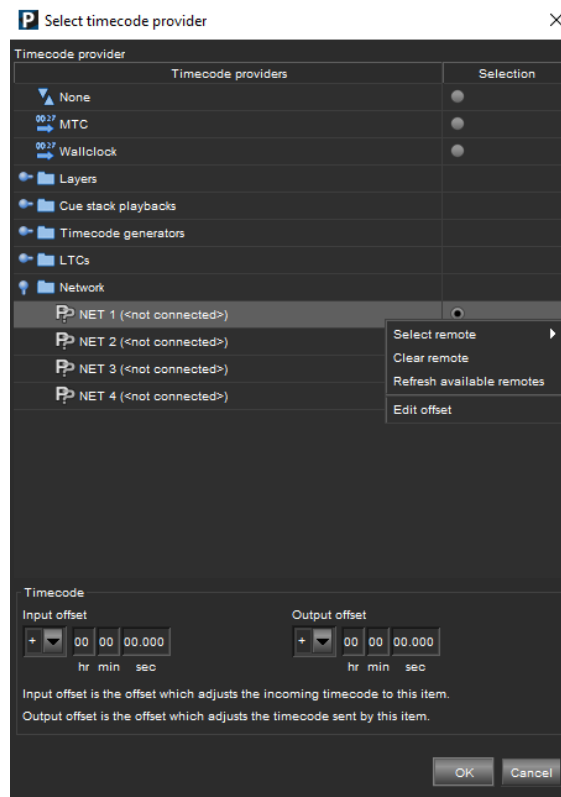 Select timecode provider
Timecode provider
Timecode providers Selection
None
MTC
Wallclock
Layers
Cue stack playbacks
Timecode generators
LTCs
Network
NET 1 (<not connected>)
NET 2 (<not connected>)
NET 3 (<not connected>)
NET 4 (<not connected>)
Select remote
Clear remote
Refresh available remotes
Edit offset
Timecode
Input offset Output offset
+ 00 00 00.000 + 00 00 00.000
hr min sec hr min sec
Input offset is the offset which adjusts the incoming timecode to this item.
Output offset is the offset which adjusts the timecode sent by this item.
OK Cancel